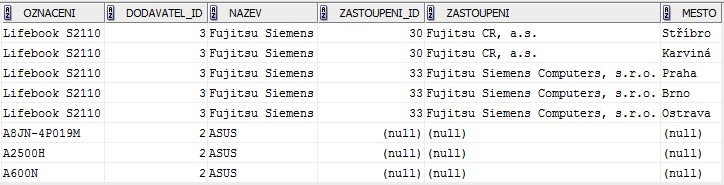 OZNACENI DODAVATEL_ID NAZEV ZASTOUPENI_ID ZASTOUPENI MESTO
Lifebook S2110 3 Fujitsu Siemens 30 Fujitsu CR, a.s. Stříbro
Lifebook S2110 3 Fujitsu Siemens 30 Fujitsu CR, a.s. Karviná
Lifebook S2110 3 Fujitsu Siemens 33 Fujitsu Siemens Computers, s.r.o. Praha
Lifebook S2110 3 Fujitsu Siemens 33 Fujitsu Siemens Computers, s.r.o. Brno
Lifebook S2110 3 Fujitsu Siemens 33 Fujitsu Siemens Computers, s.r.o. Ostrava
A8JN-4P019M 2 ASUS (null) (null) (null)
A2500H 2 ASUS (null) (null) (null)
A600N 2 ASUS (null) (null) (null)